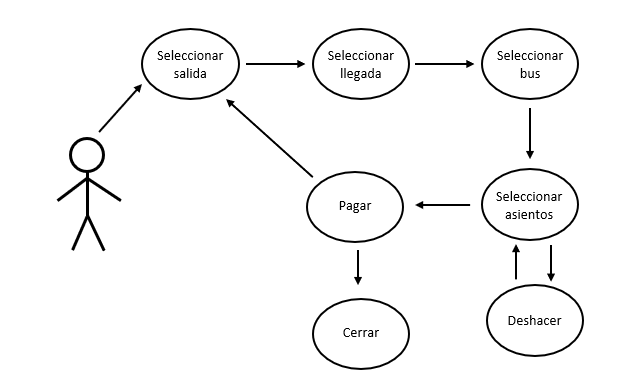 Seleccionar
salida
Seleccionar
llegada
Seleccionar
bus
Pagar
Seleccionar
asientos
Cerrar
Deshacer